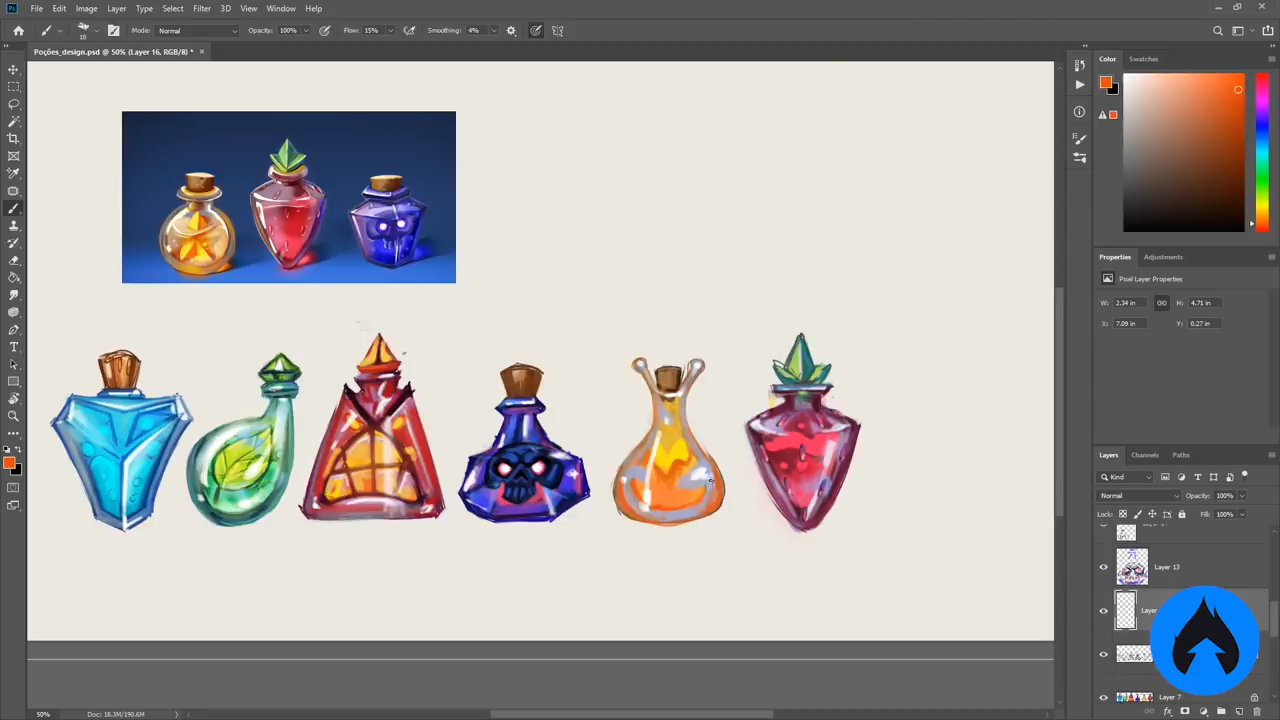 File Edit Image Layer Type Select Filter 3D View Window Help
18 Mode: Normal Opacity: 100% Flow: 15% Smoothing: 4%
Poções_design.psd @ 50% (Layer 16, RGB/8) * ×
Color Swatches
Properties Adjustments
Pixel Layer Properties
W: 2.34 in H: 4.71 in
X: 7.09 in Y: 0.27 in
Layers Channels Paths
Kind
Normal Opacity: 100%
Lock: Fill: 100%
Layer 13
Layer
Layer 7
50% Doc: 18.3M/190.6M